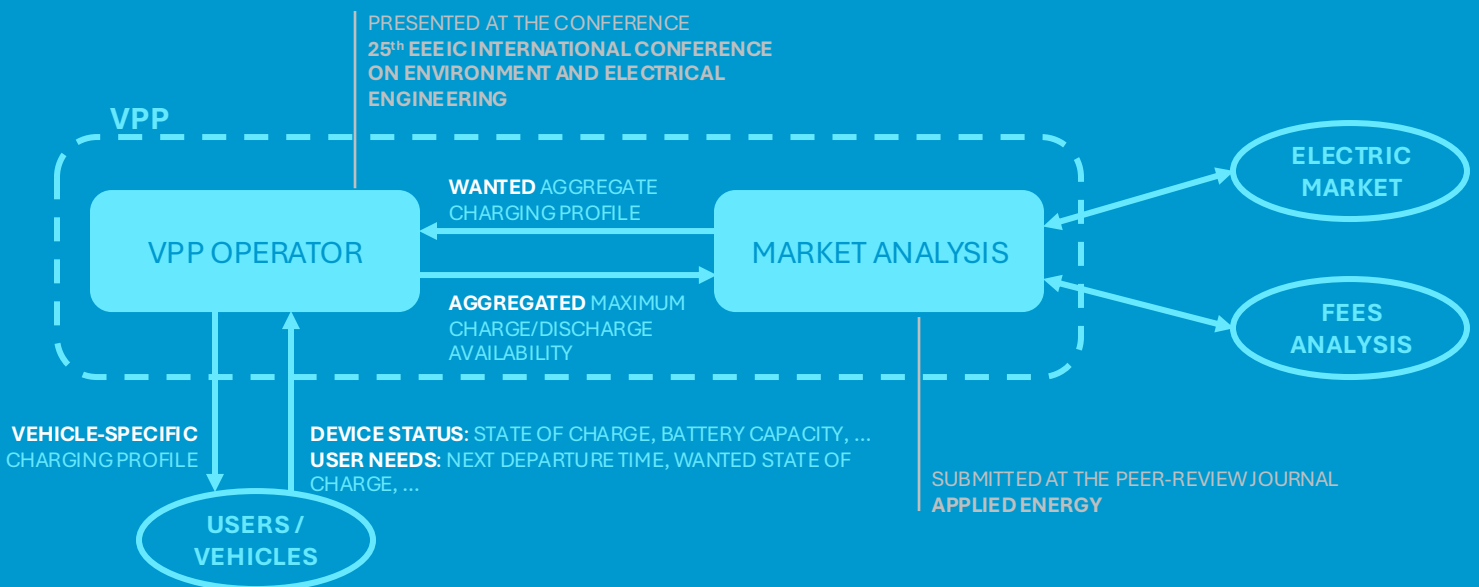 PRESENTED AT THE CONFERENCE
25th EEEIC INTERNATIONAL CONFERENCE
ON ENVIRONMENT AND ELECTRICAL
ENGINEERING
VPP
ELECTRIC
MARKET
WANTED AGGREGATE
CHARGING PROFILE
VPP OPERATOR
MARKET ANALYSIS
AGGREGATED MAXIMUM
CHARGE/DISCHARGE
AVAILABILITY
FEES
ANALYSIS
VEHICLE-SPECIFIC
CHARGING PROFILE
DEVICE STATUS: STATE OF CHARGE, BATTERY CAPACITY, ...
USER NEEDS: NEXT DEPARTURE TIME, WANTED STATE OF
CHARGE, ...
SUBMITTED AT THE PEER-REVIEW JOURNAL
APPLIED ENERGY
USERS /
VEHICLES